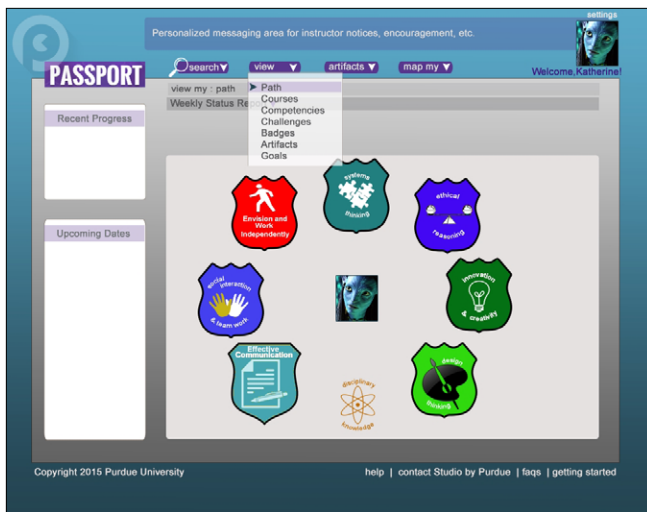 settings
Personalized messaging area for instructor notices, encouragement, etc.
PASSPORT
search
view
artifacts
map my
Welcome,Katherine!
view my : path
Weekly Status Rep
Path
Courses
Competencies
Challenges
Badges
Artifacts
Goals
Recent Progress
Upcoming Dates
Envision and
Work
Independently
systems
thinking
ethical
reasoning
social
interaction
& team work
innovation
& creativity
Effective
Communication
disciplinary
knowledge
design
thinking
Copyright 2015 Purdue University
help | contact Studio by Purdue | faqs | getting started